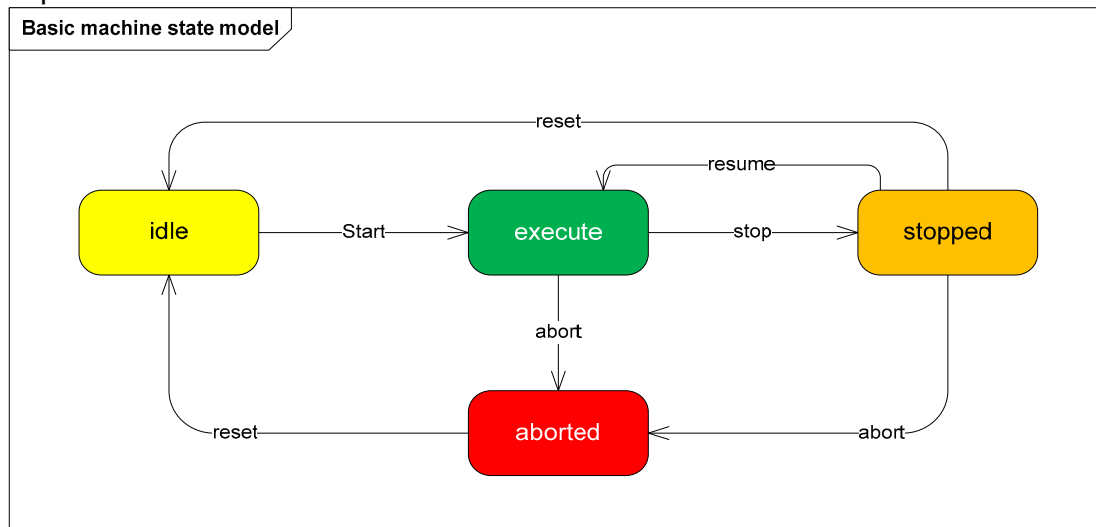 Basic machine state model
reset
resume
idle
Start
execute
stop
stopped
abort
aborted
reset
abort